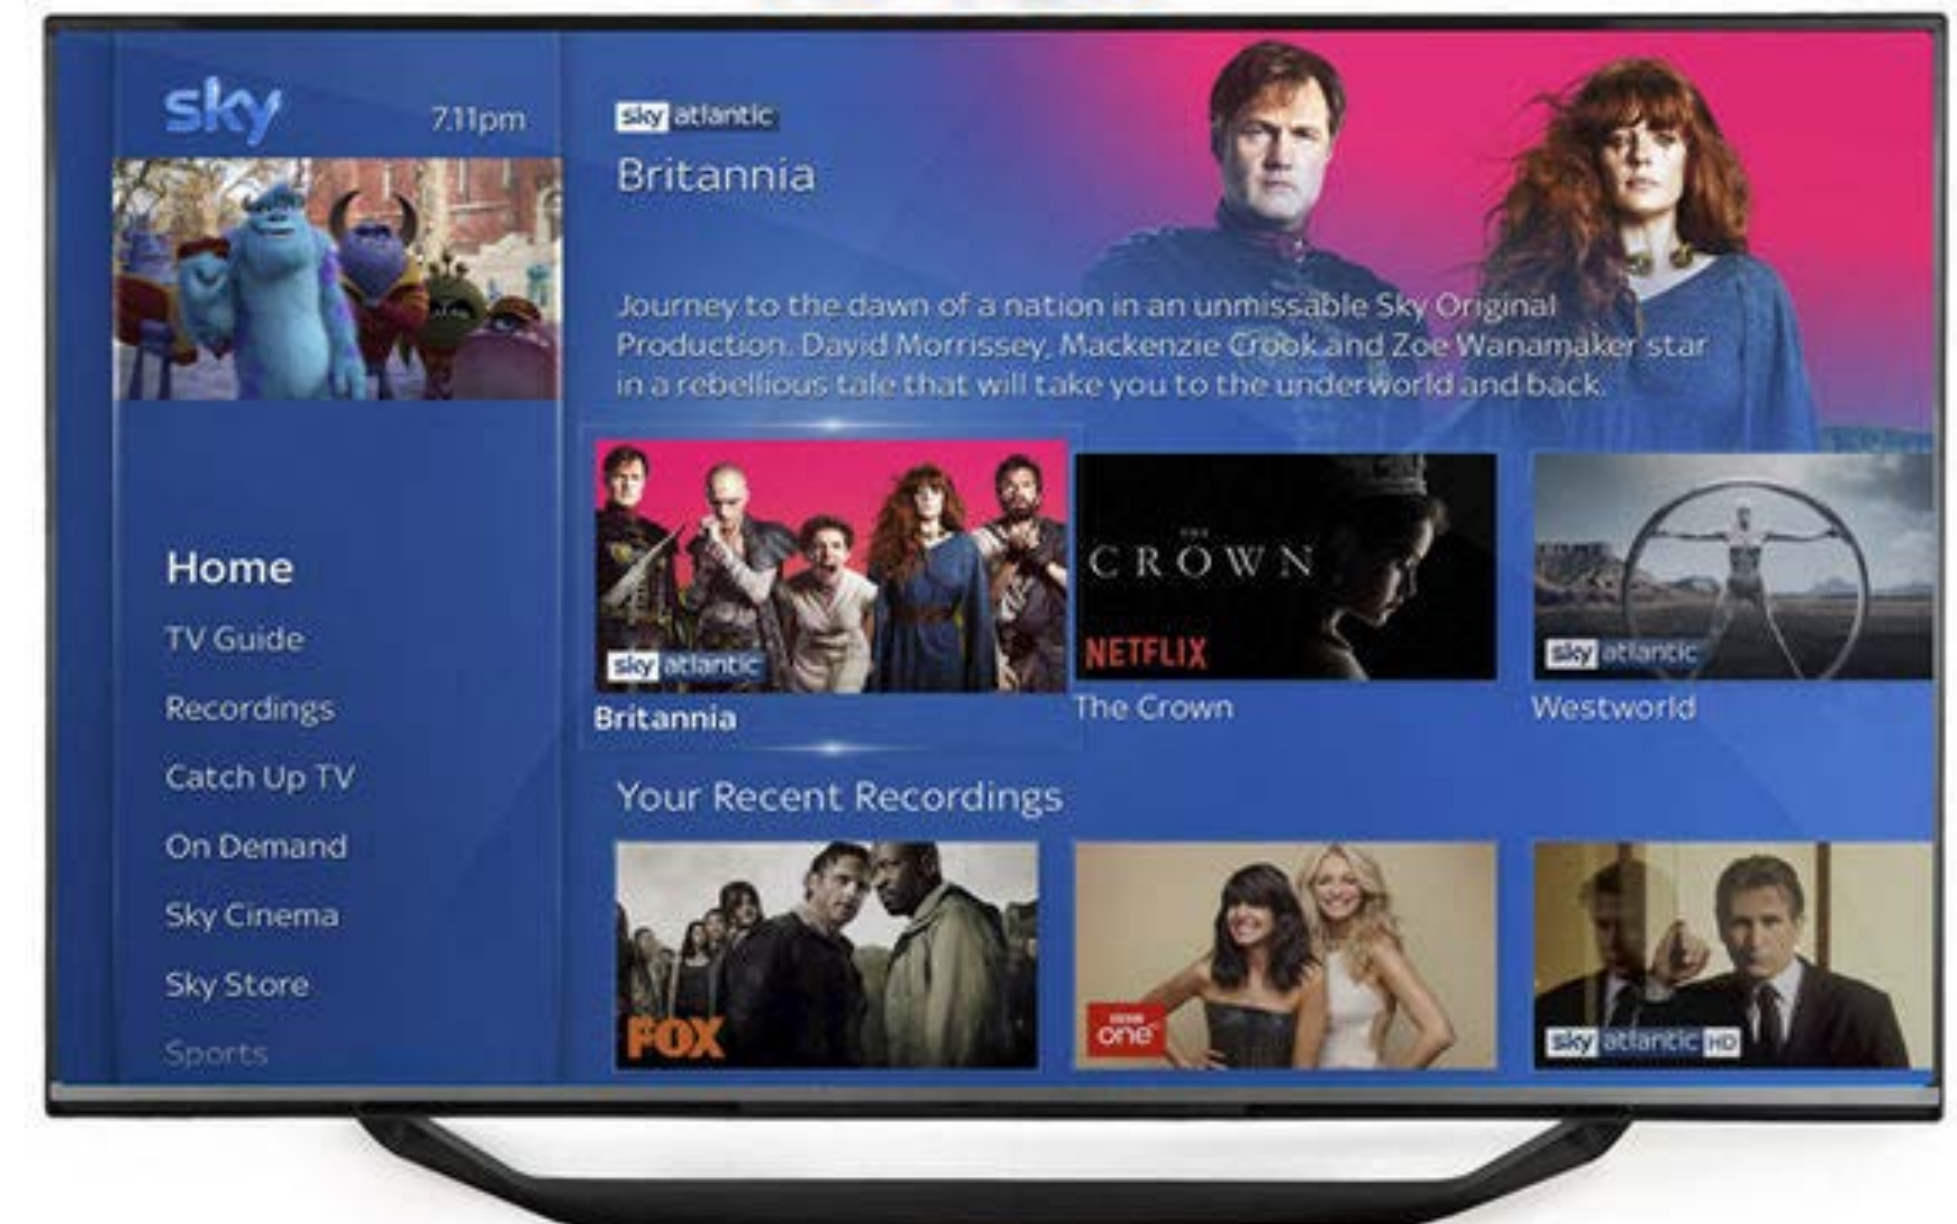 sky
7.11pm
sky atlantic
Britannia
Journey to the dawn of a nation in an unmissable Sky Original
Production. David Morrissey, Mackenzie Crook and Zoe Wanamaker star
in a rebellious tale that will take you to the underworld and back.
Home
TV Guide
Recordings
Catch Up TV
On Demand
Sky Cinema
Sky Store
Sports
sky atlantic
Britannia
THE
CROWN
NETFLIX
The Crown
sky atlantic
Westworld
Your Recent Recordings
FOX
BBC
one
sky atlantic HD